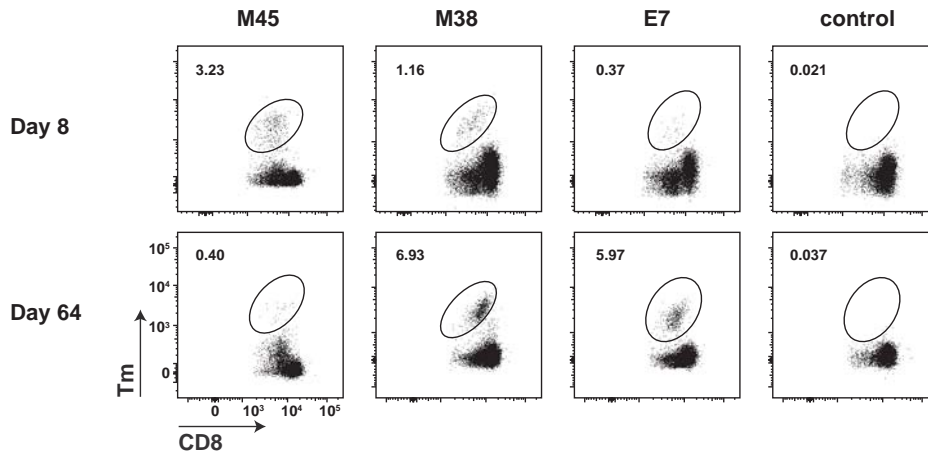 M45 M38 E7 control
Day 8
3.23 1.16 0.37 0.021
Day 64
0.40 6.93 5.97 0.037
10⁵
10⁴
10³
0
Tm
0 10³ 10⁴ 10⁵
CD8